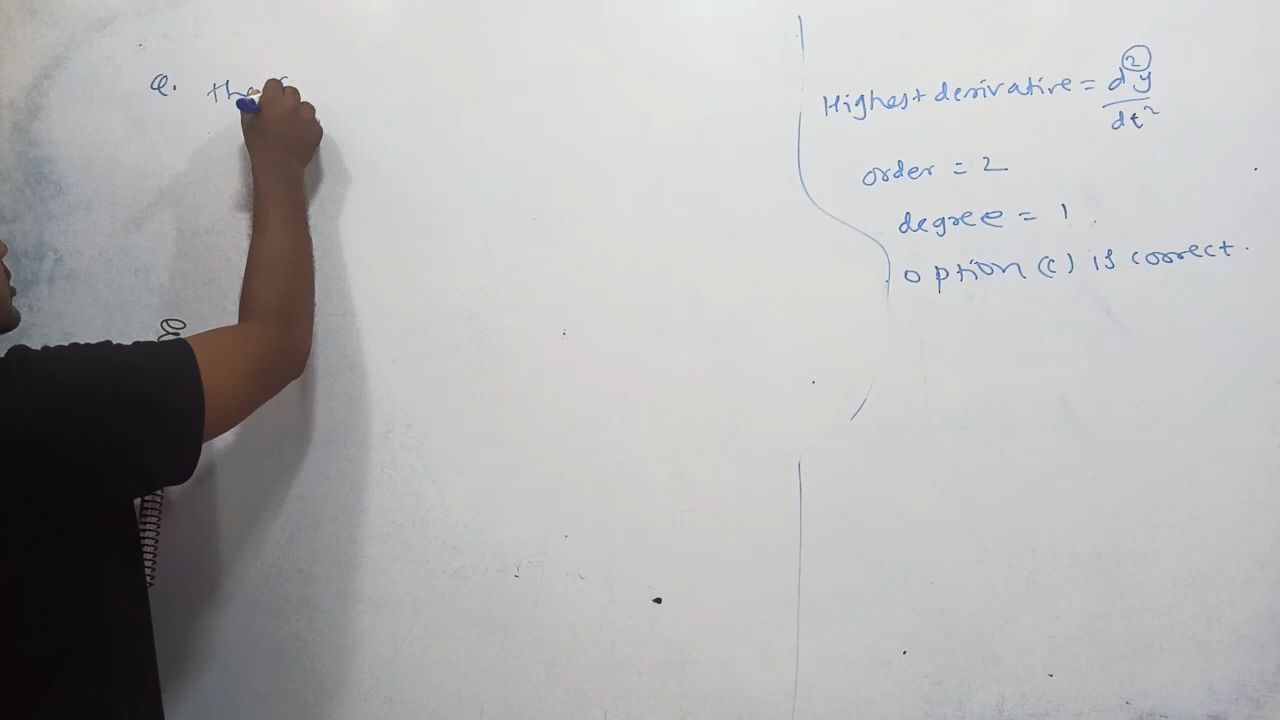 Q. the
Highest derivative = d²y/dt²
order = 2
degree = 1
option (c) is correct.